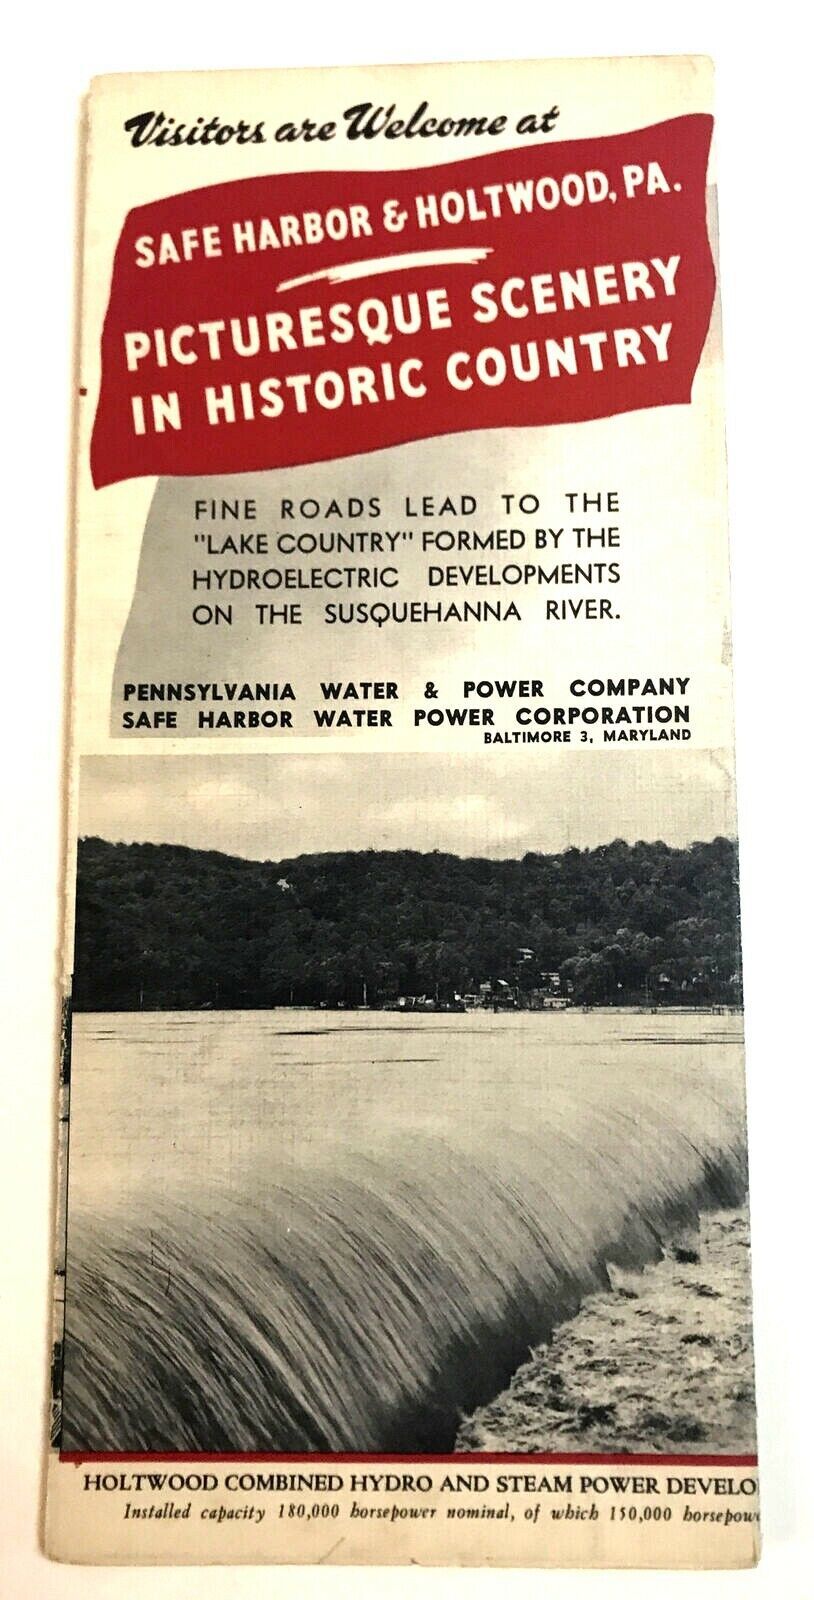 Visitors are Welcome at
SAFE HARBOR & HOLTWOOD, PA.
PICTURESQUE SCENERY
IN HISTORIC COUNTRY
FINE ROADS LEAD TO THE
"LAKE COUNTRY" FORMED BY THE
HYDROELECTRIC DEVELOPMENTS
ON THE SUSQUEHANNA RIVER.
PENNSYLVANIA WATER & POWER COMPANY
SAFE HARBOR WATER POWER CORPORATION
BALTIMORE 3, MARYLAND
HOLTWOOD COMBINED HYDRO AND STEAM POWER DEVELO
Installed capacity 180,000 horsepower nominal, of which 150,000 horsepow